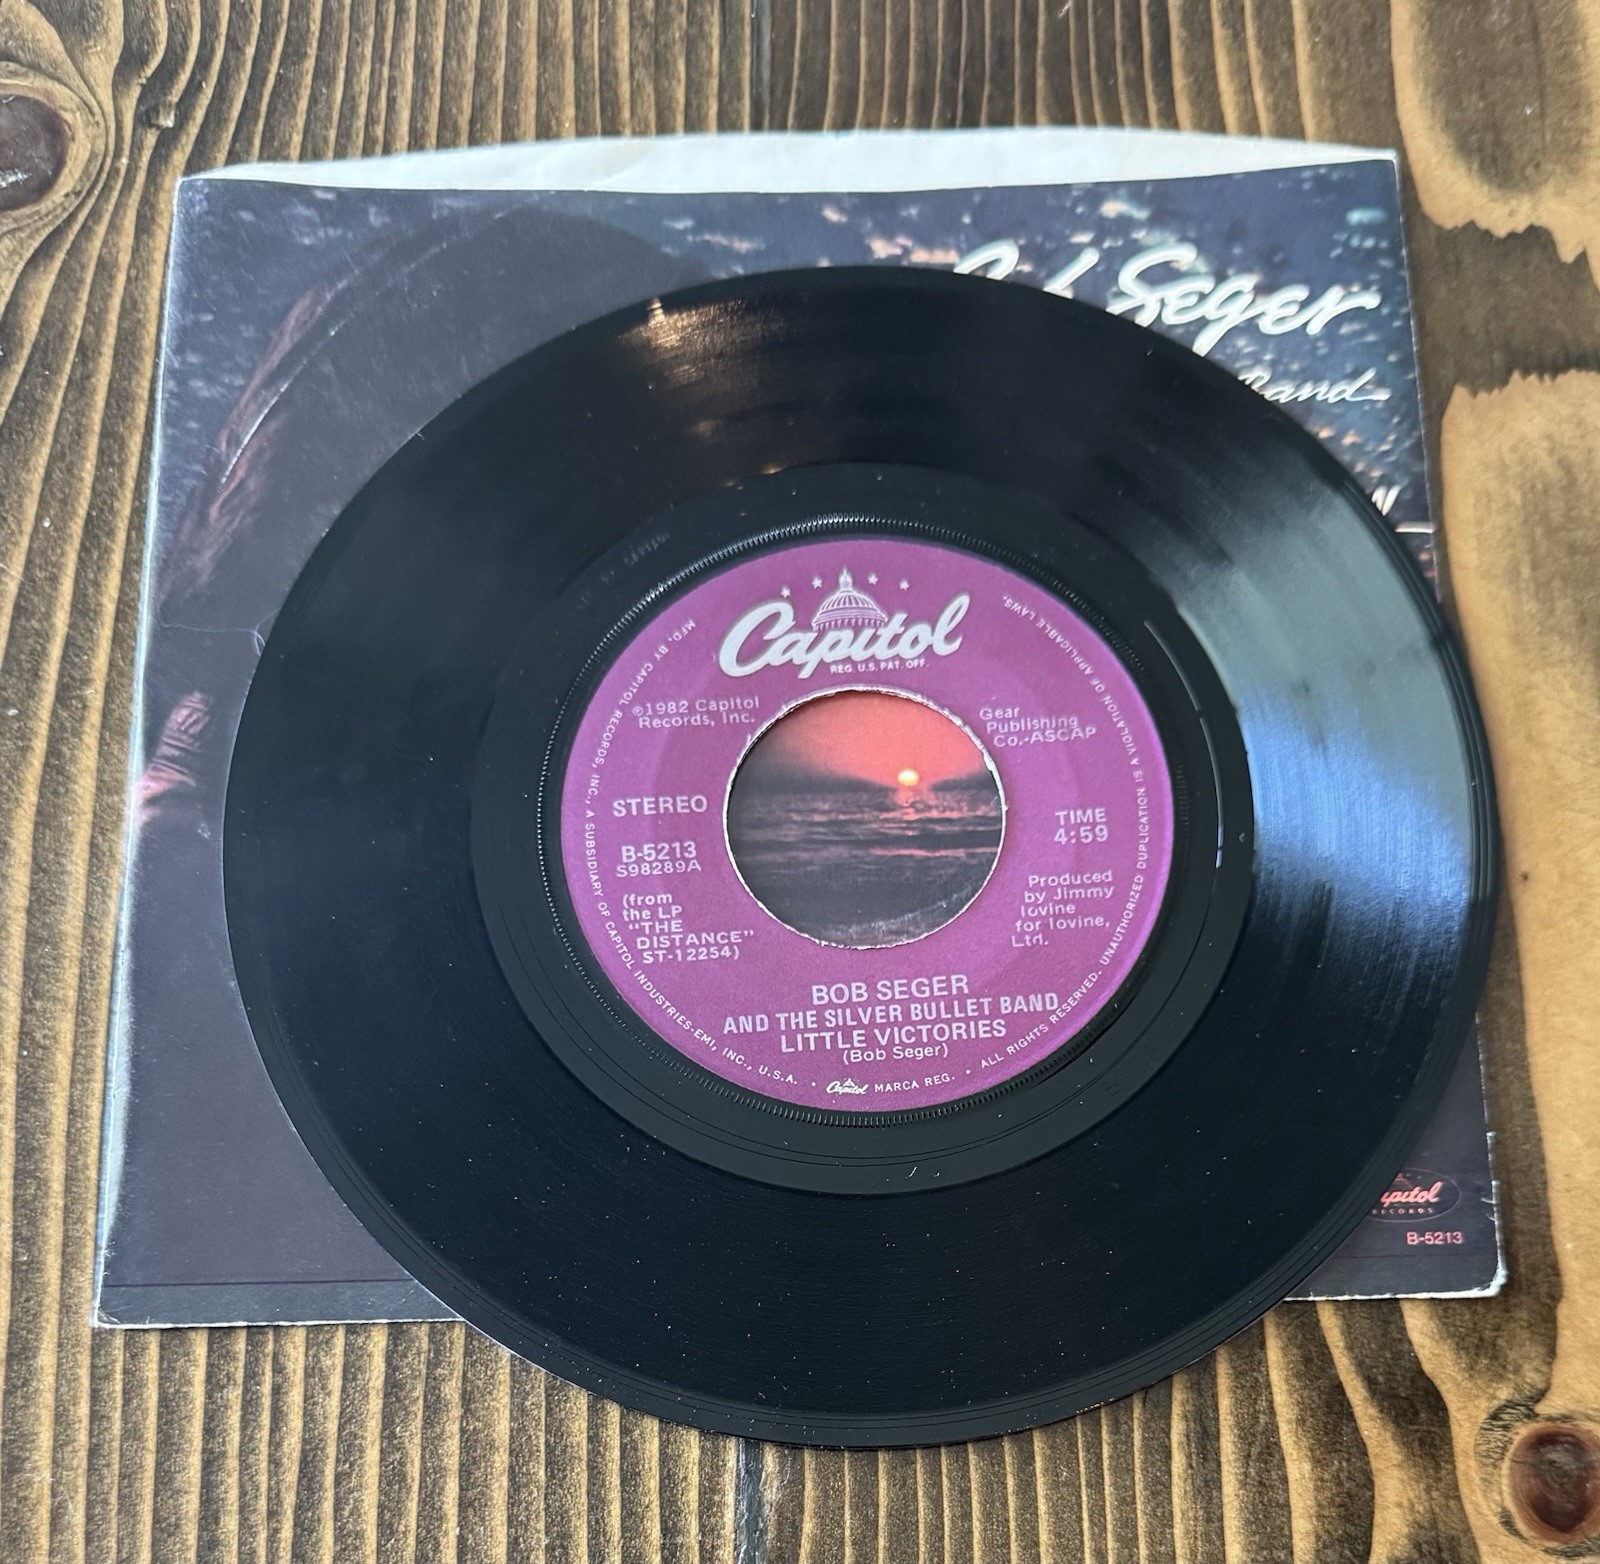 Seger
Band
Capitol
REG. U.S. PAT. OFF.
℗1982 Capitol
Records, Inc.
Gear
Publishing
Co.-ASCAP
STEREO
TIME
4:59
B-5213
S98289A
(from
the LP
"THE
DISTANCE"
ST-12254)
Produced
by Jimmy
Iovine
for Iovine,
Ltd.
BOB SEGER
AND THE SILVER BULLET BAND
LITTLE VICTORIES
(Bob Seger)
MFD. BY CAPITOL RECORDS, INC., A SUBSIDIARY OF CAPITOL INDUSTRIES-EMI, INC., U.S.A. • Capitol MARCA REG. • ALL RIGHTS RESERVED. UNAUTHORIZED DUPLICATION IS A VIOLATION OF APPLICABLE LAWS.
Capitol
RECORDS
B-5213